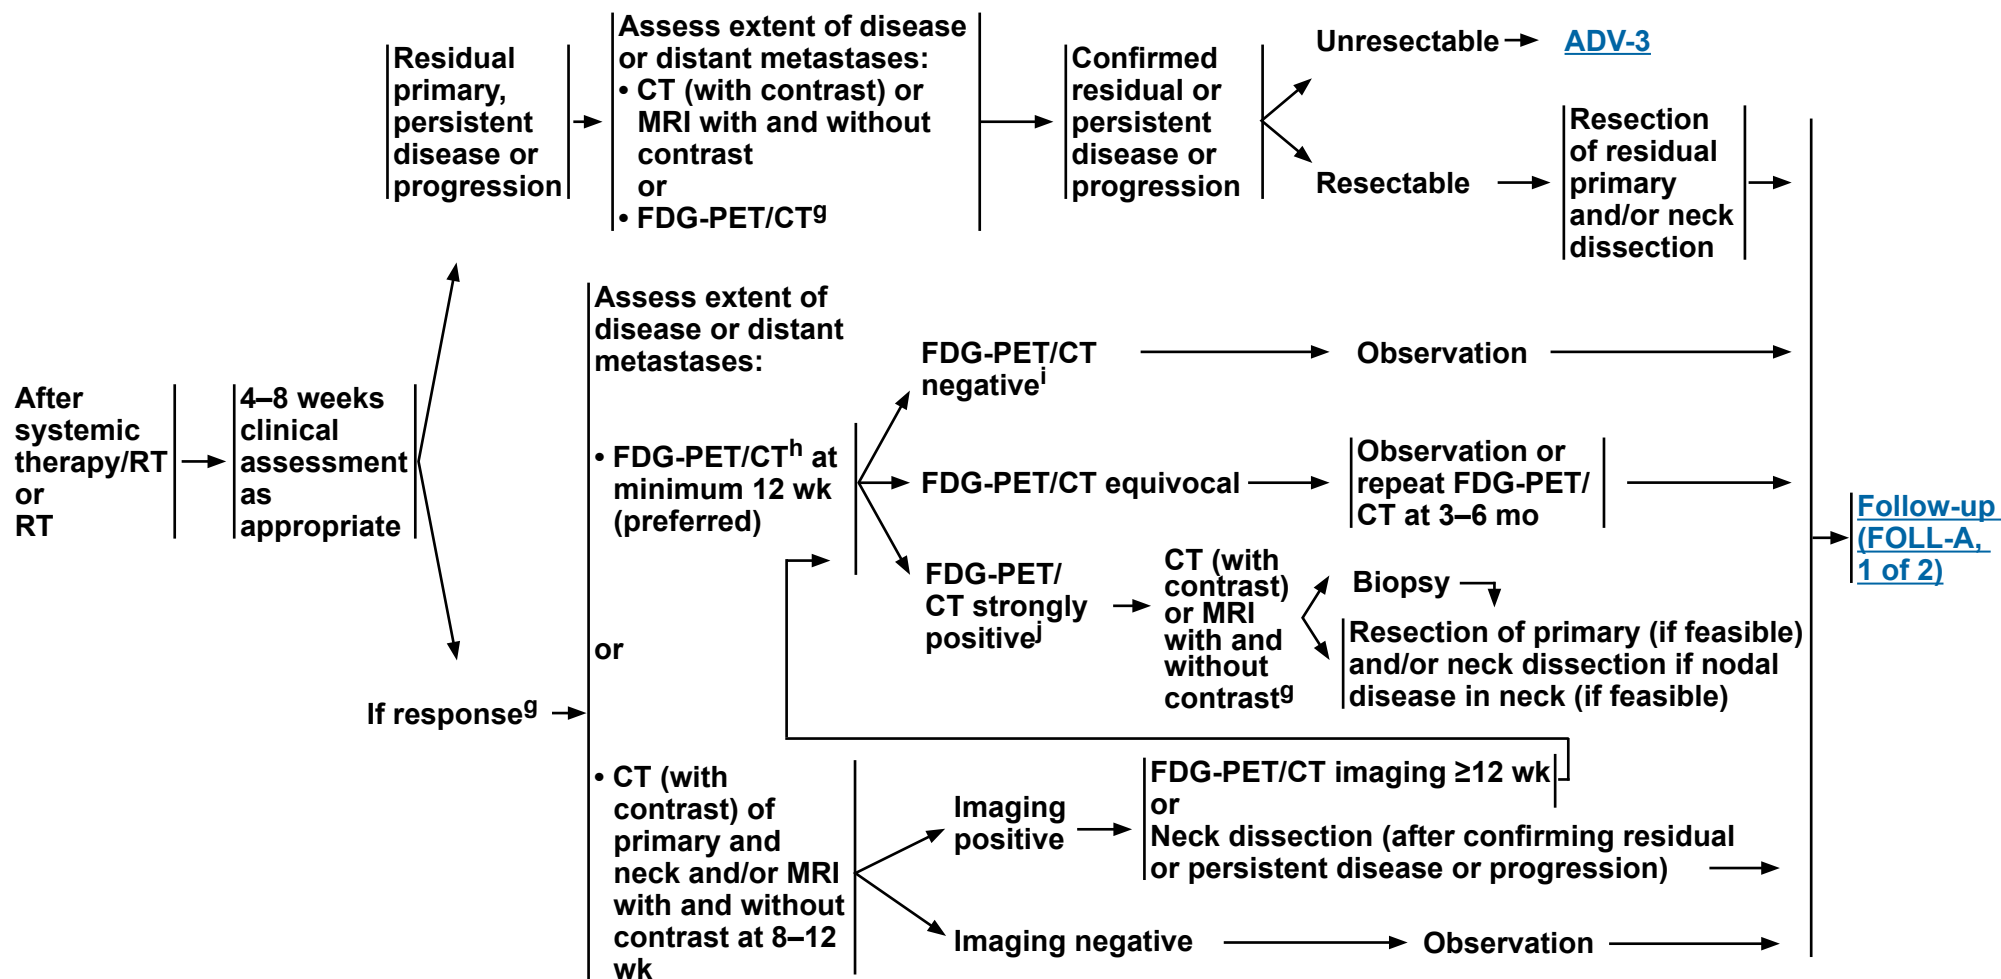 After
systemic
therapy/RT
or
RT
4–8 weeks
clinical
assessment
as
appropriate
Residual
primary,
persistent
disease or
progression
Assess extent of disease
or distant metastases:
• CT (with contrast) or
MRI with and without
contrast
or
• FDG-PET/CTg
Confirmed
residual or
persistent
disease or
progression
Unresectable
ADV-3
Resectable
Resection
of residual
primary
and/or neck
dissection
If responseg
Assess extent of
disease or distant
metastases:
• FDG-PET/CTh at
minimum 12 wk
(preferred)
or
• CT (with
contrast) of
primary and
neck and/or MRI
with and without
contrast at 8–12
wk
FDG-PET/CT
negativei
Observation
FDG-PET/CT equivocal
Observation or
repeat FDG-PET/
CT at 3–6 mo
FDG-PET/
CT strongly
positivej
CT (with
contrast)
or MRI
with and
without
contrastg
Biopsy
Resection of primary (if feasible)
and/or neck dissection if nodal
disease in neck (if feasible)
Imaging
positive
FDG-PET/CT imaging ≥12 wk
or
Neck dissection (after confirming residual
or persistent disease or progression)
Imaging negative
Observation
Follow-up
(FOLL-A,
1 of 2)